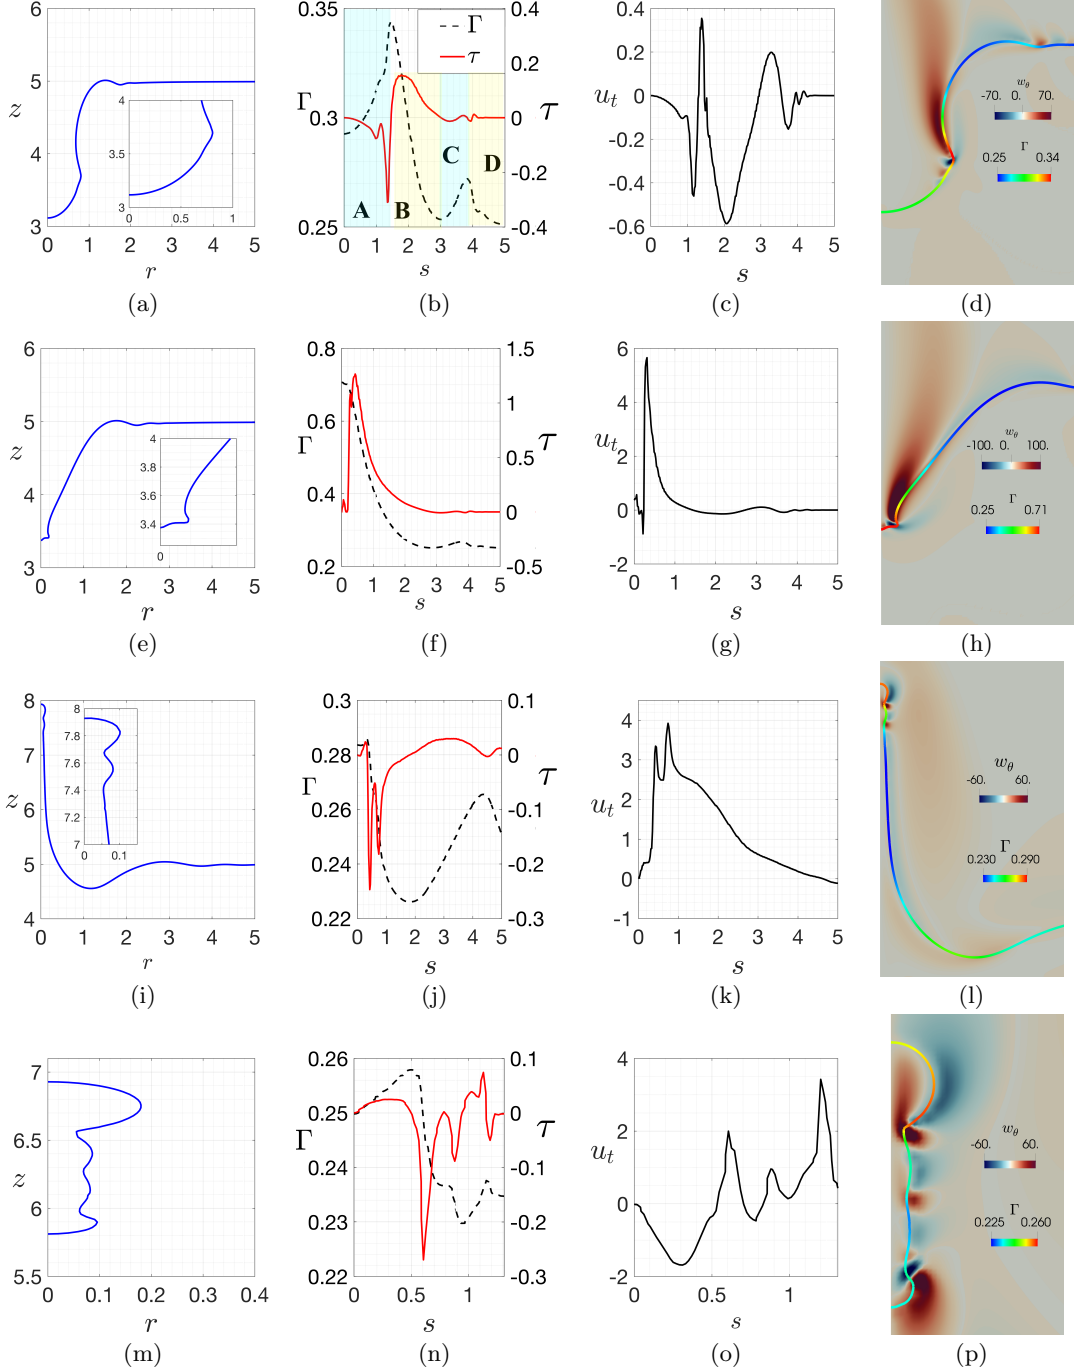 6
5
z
4
3
0 1 2 3 4 5
r
4
3.5
3
0 0.5 1
(a)
0.35
Γ 0.3
0.25
0.4
0.2
0 τ
-0.2
-0.4
Γ
τ
A B C D
0 1 2 3 4 5
s
(b)
0.4
0.2
0
u_t
-0.2
-0.4
-0.6
0 1 2 3 4 5
s
(c)
w_θ
-70. 0. 70.
Γ
0.25 0.34
(d)
6
5
z
4
3
0 1 2 3 4 5
r
4
3.8
3.6
3.4
0
(e)
0.8
0.6
Γ
0.4
0.2
1.5
1
τ
0.5
0
-0.5
0 1 2 3 4 5
s
(f)
6
4
u_t
2
0
-2
0 1 2 3 4 5
s
(g)
w_θ
-100. 0. 100.
Γ
0.25 0.71
(h)
8
7
z 6
5
4
0 1 2 3 4 5
r
8
7.8
7.6
7.4
7.2
7
0 0.1
(i)
0.3
0.28
Γ
0.26
0.24
0.22
0.1
0
τ
-0.1
-0.2
-0.3
0 1 2 3 4 5
s
(j)
4
3
u_t
2
1
0
-1
0 1 2 3 4 5
s
(k)
w_θ
-60. 60.
Γ
0.230 0.290
(l)
7
6.5
z
6
5.5
0 0.1 0.2 0.3 0.4
r
(m)
0.26
0.25
Γ
0.24
0.23
0.22
0.1
0
τ
-0.1
-0.2
-0.3
0 0.5 1
s
(n)
4
2
u_t
0
-2
0 0.5 1
s
(o)
w_θ
-60. 60.
Γ
0.225 0.260
(p)